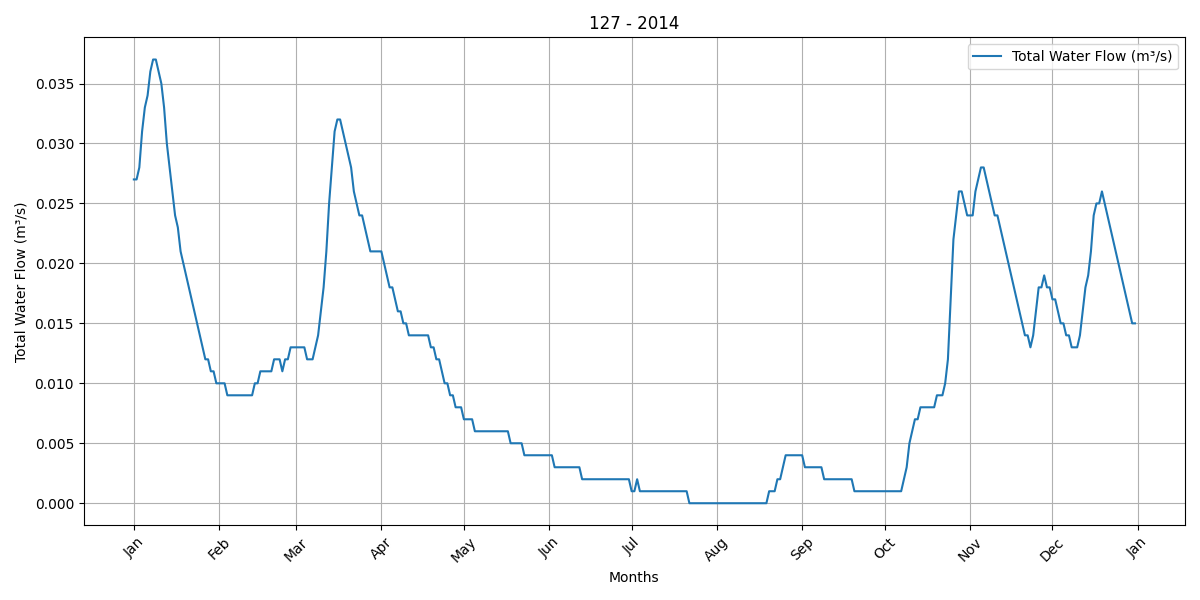 127 - 2014
Total Water Flow (m³/s)
Total Water Flow (m³/s)
0.035
0.030
0.025
0.020
0.015
0.010
0.005
0.000
Jan
Feb
Mar
Apr
May
Jun
Jul
Aug
Sep
Oct
Nov
Dec
Jan
Months